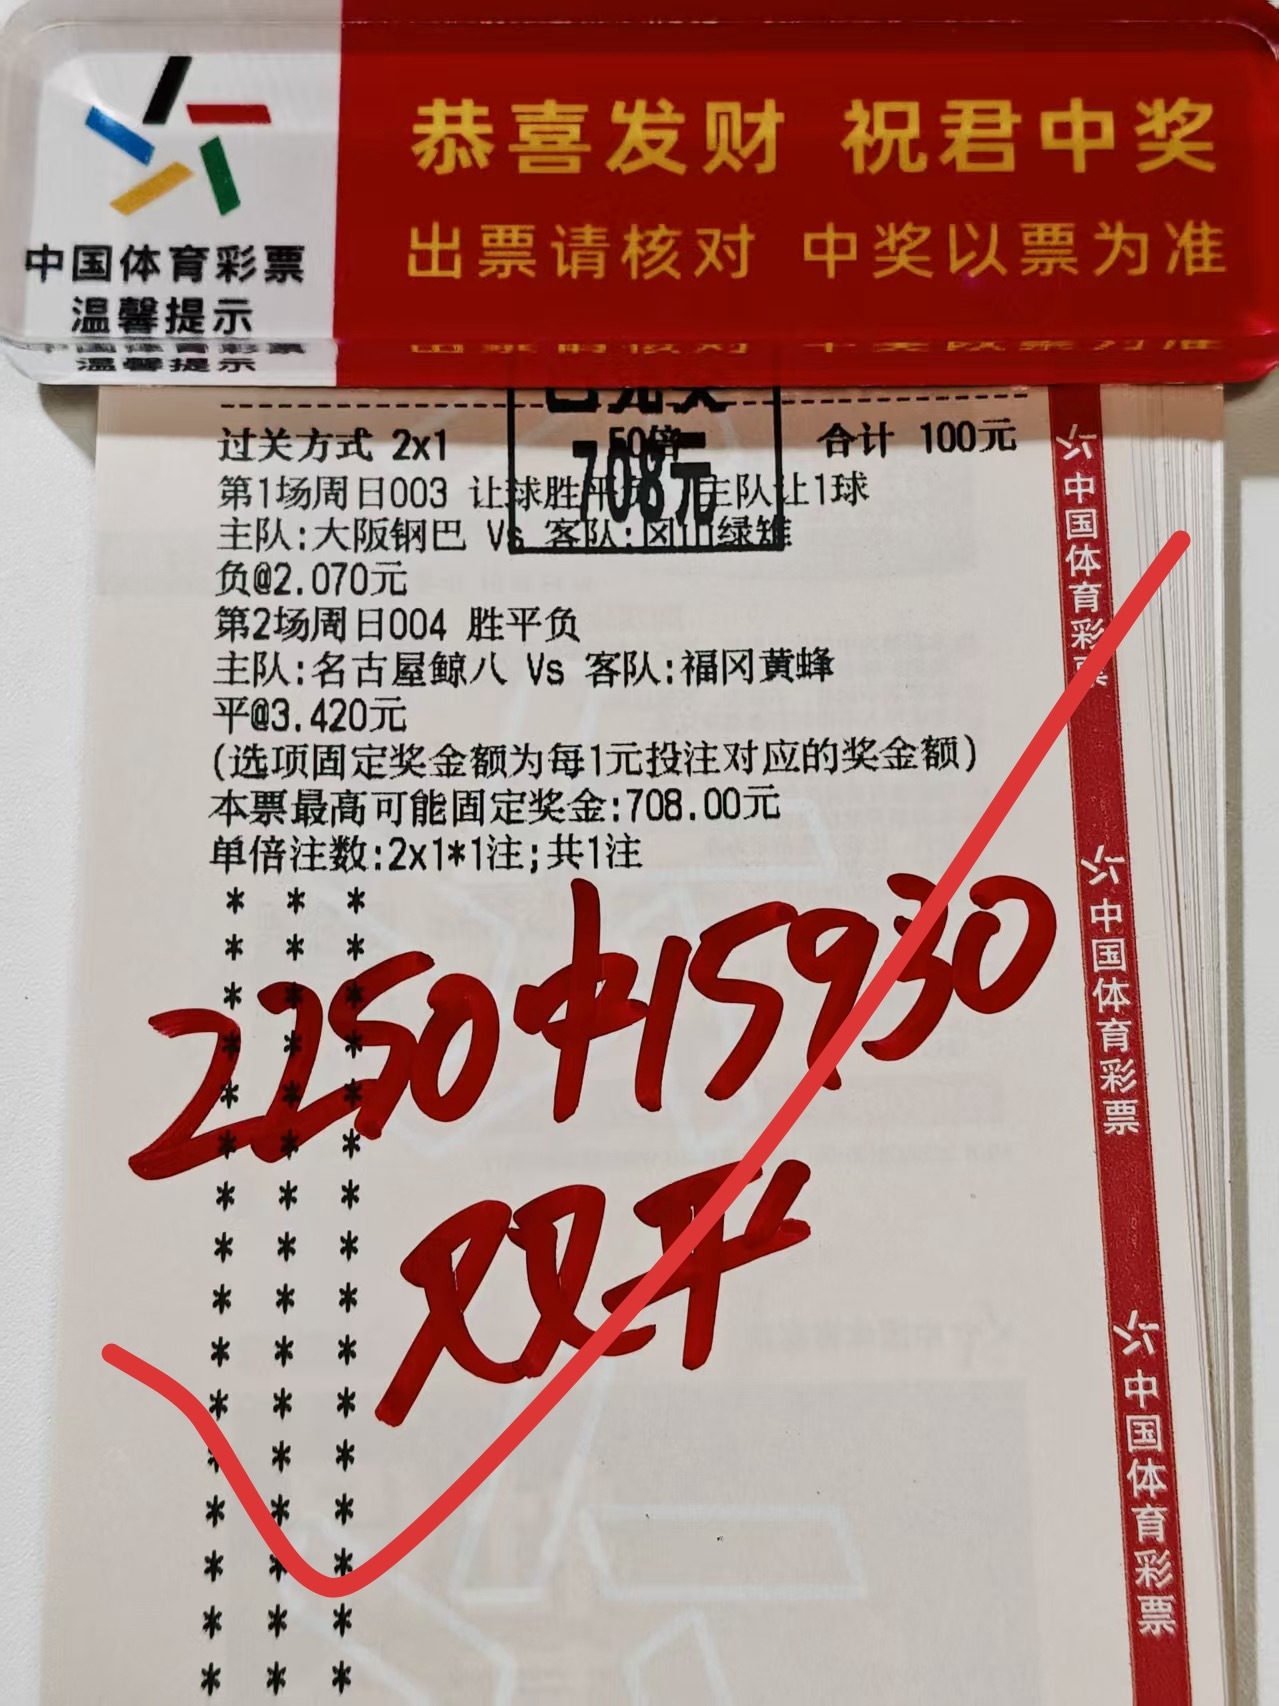 恭喜发财 祝君中奖
出票请核对 中奖以票为准
中国体育彩票
温馨提示
已兑奖
708元
过关方式 2x1 50倍 合计 100元
第1场周日003 让球胜平负 主队让1球
主队:大阪钢巴 Vs 客队:冈山绿雉
负@2.070元
第2场周日004 胜平负
主队:名古屋鲸八 Vs 客队:福冈黄蜂
平@3.420元
(选项固定奖金额为每1元投注对应的奖金额)
本票最高可能固定奖金:708.00元
单倍注数:2x1*1注;共1注
2250中15930
双平
中国体育彩票
中国体育彩票
中国体育彩票